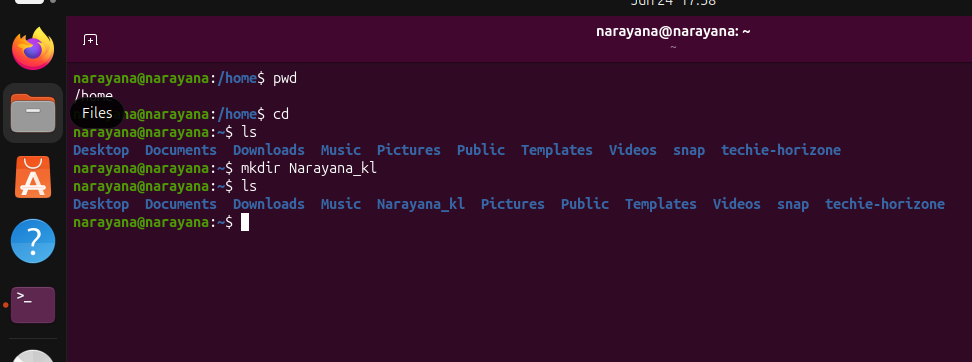 Jun 24 17:58
narayana@narayana: ~
~
narayana@narayana:/home$ pwd
/home
Files
narayana@narayana:/home$ cd
narayana@narayana:~$ ls
Desktop Documents Downloads Music Pictures Public Templates Videos snap techie-horizone
narayana@narayana:~$ mkdir Narayana_kl
narayana@narayana:~$ ls
Desktop Documents Downloads Music Narayana_kl Pictures Public Templates Videos snap techie-horizone
narayana@narayana:~$